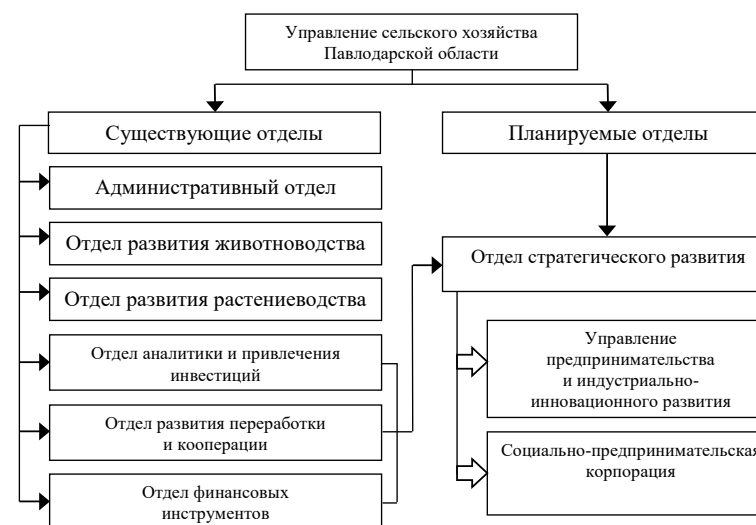 Управление сельского хозяйства
Павлодарской области
Существующие отделы
Планируемые отделы
Административный отдел
Отдел развития животноводства
Отдел развития растениеводства
Отдел аналитики и привлечения
инвестиций
Отдел развития переработки
и кооперации
Отдел финансовых
инструментов
Отдел стратегического развития
Управление
предпринимательства
и индустриально-
инновационного развития
Социально-предпринимательская
корпорация